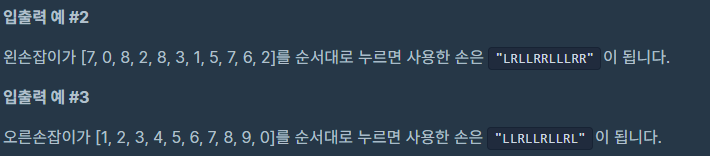 입출력 예 #2
왼손잡이가 [7, 0, 8, 2, 8, 3, 1, 5, 7, 6, 2]를 순서대로 누르면 사용한 손은 "LRLLRRLLLRR"이 됩니다.
입출력 예 #3
오른손잡이가 [1, 2, 3, 4, 5, 6, 7, 8, 9, 0]를 순서대로 누르면 사용한 손은 "LLRLLRLLRL"이 됩니다.